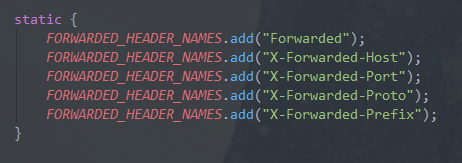 static {
    FORWARDED_HEADER_NAMES.add("Forwarded");
    FORWARDED_HEADER_NAMES.add("X-Forwarded-Host");
    FORWARDED_HEADER_NAMES.add("X-Forwarded-Port");
    FORWARDED_HEADER_NAMES.add("X-Forwarded-Proto");
    FORWARDED_HEADER_NAMES.add("X-Forwarded-Prefix");
}